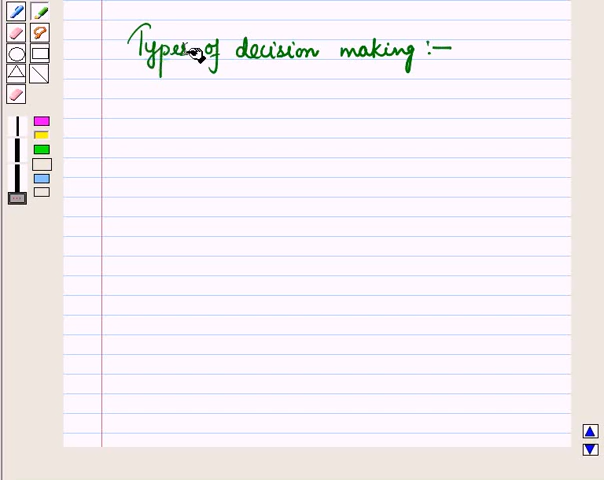 Types of decision making :-